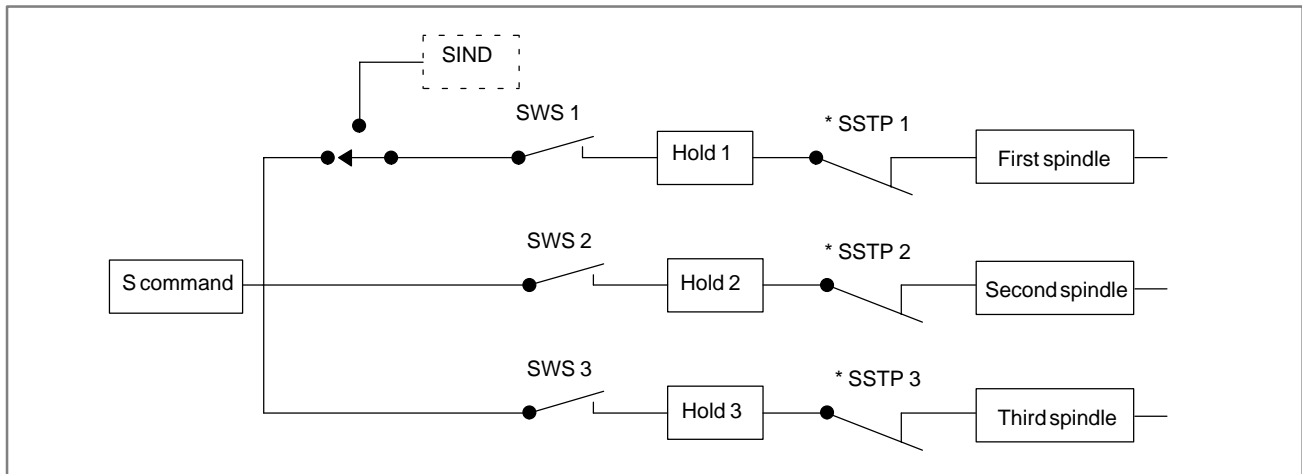 SIND
SWS 1
* SSTP 1
Hold 1
First spindle
SWS 2
* SSTP 2
S command
Hold 2
Second spindle
SWS 3
* SSTP 3
Hold 3
Third spindle